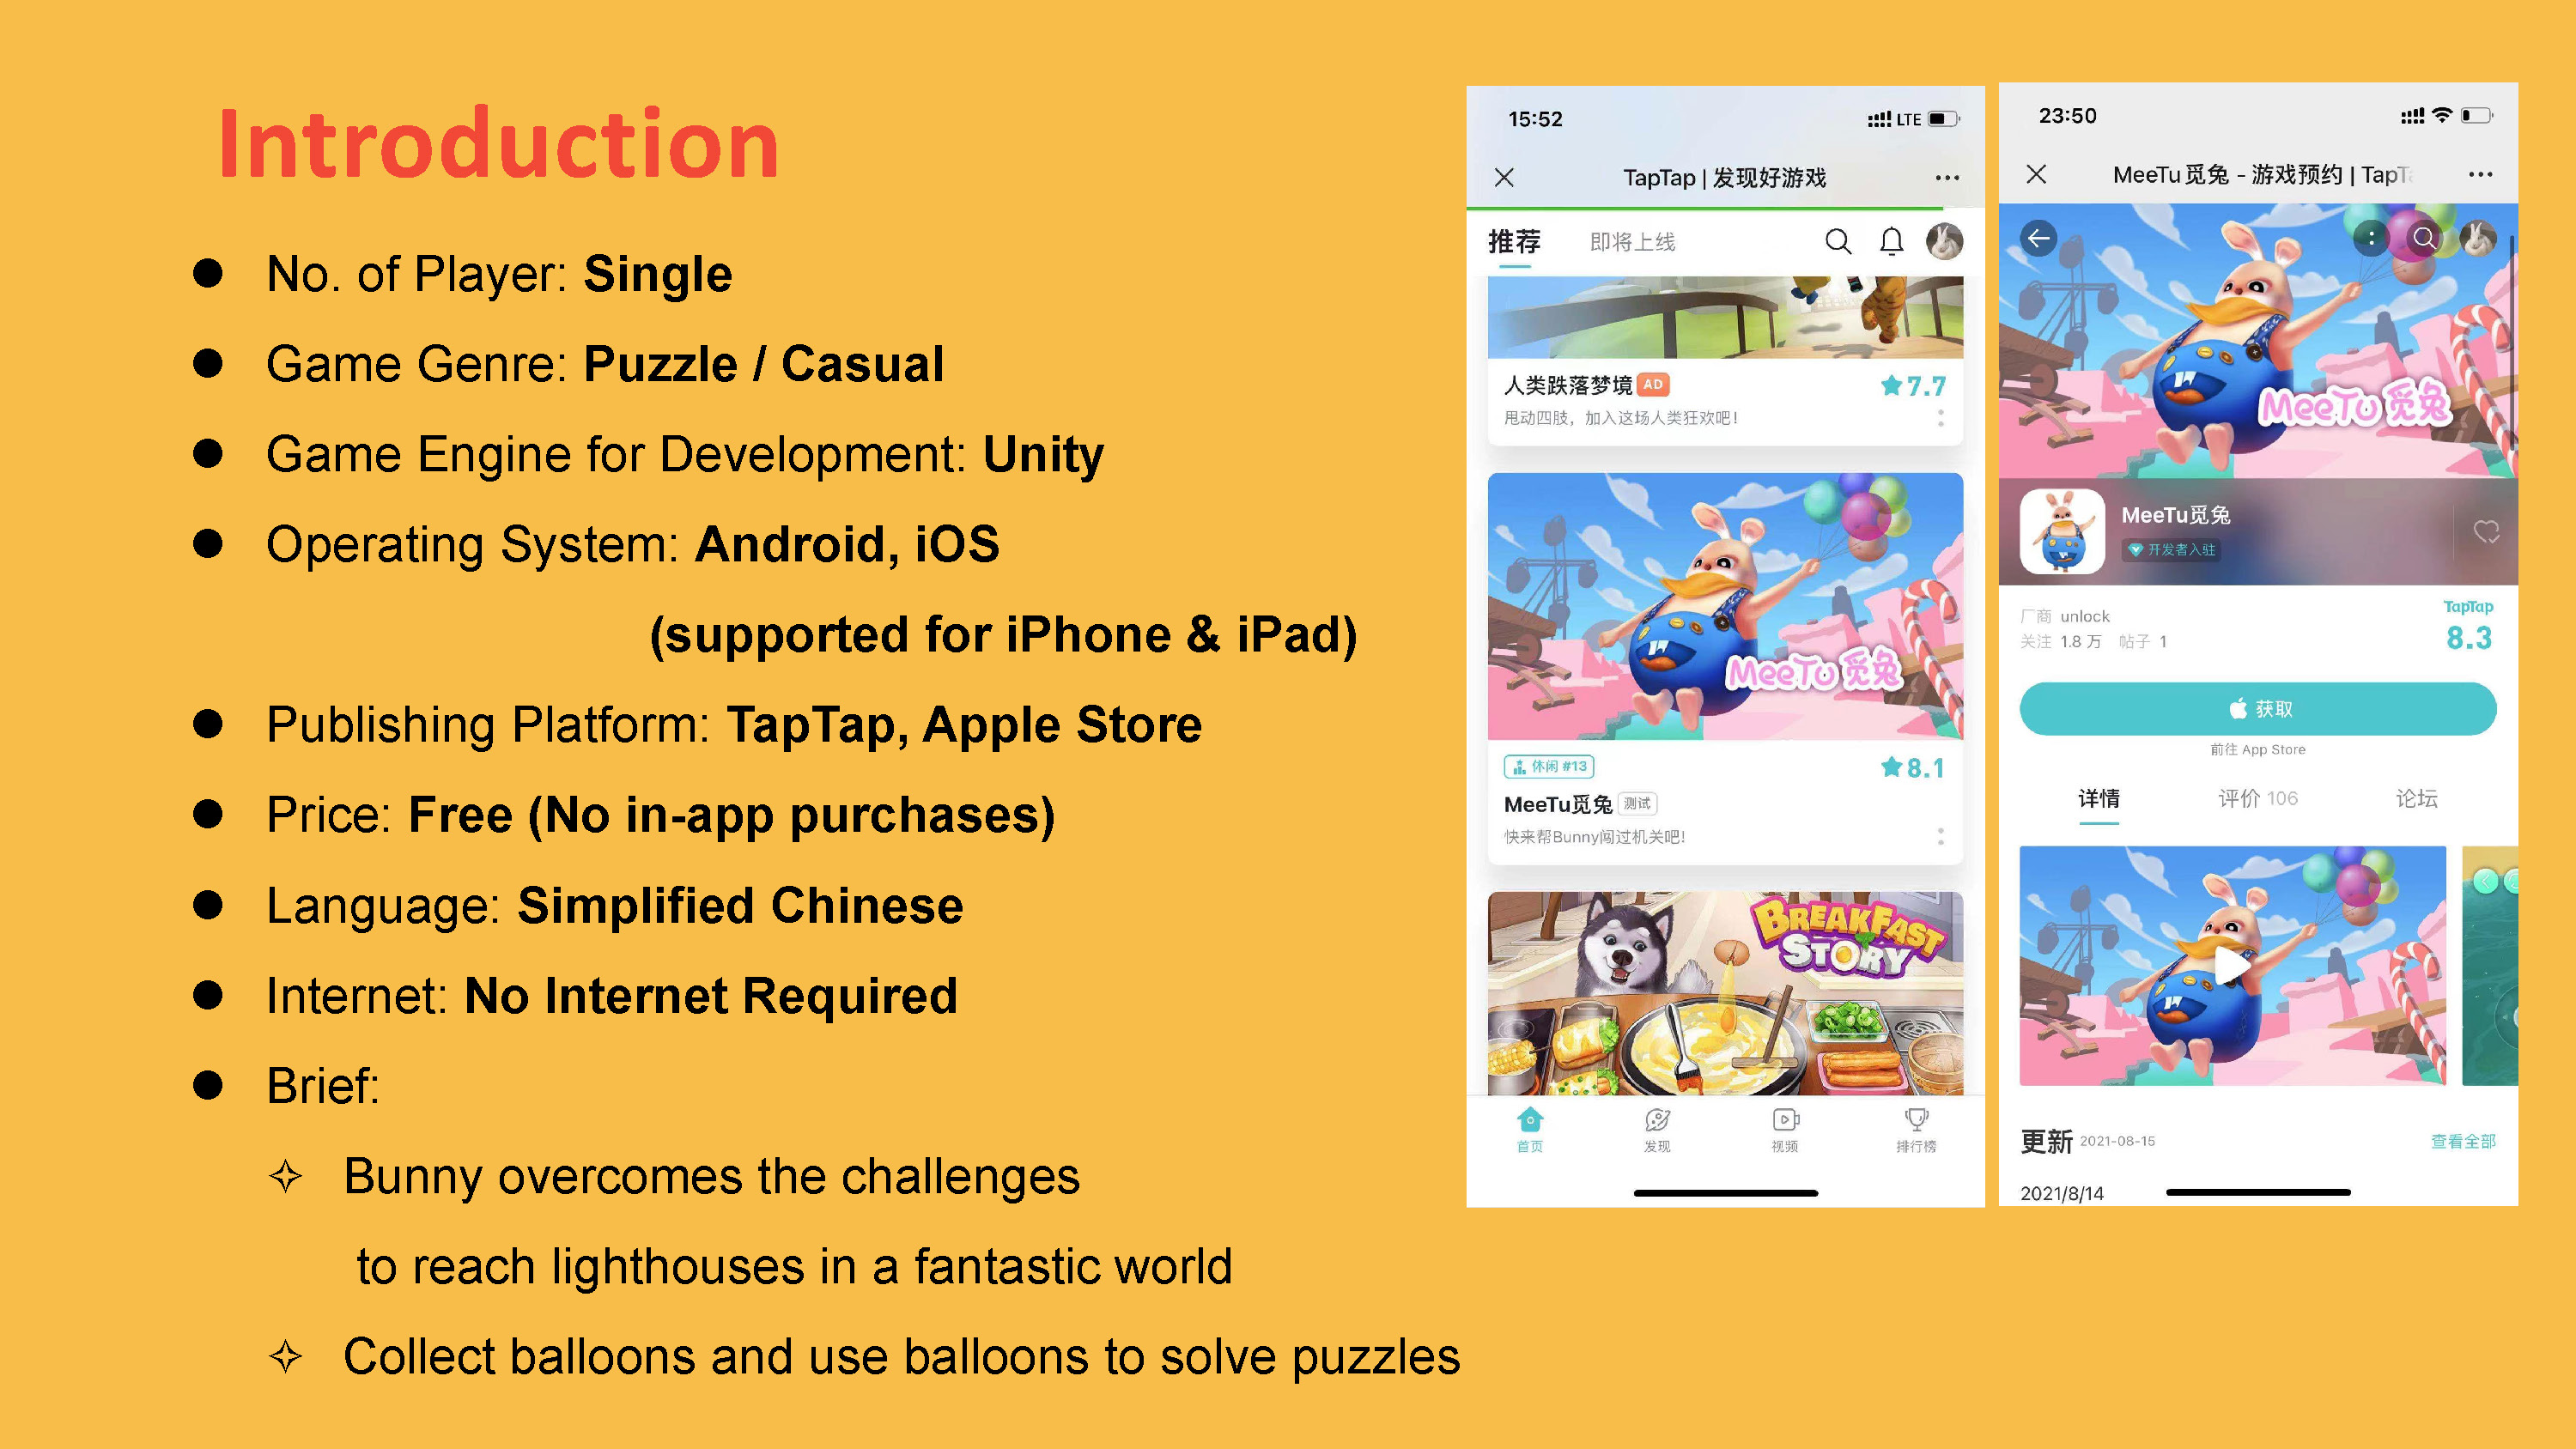 Introduction
● No. of Player: Single
● Game Genre: Puzzle / Casual
● Game Engine for Development: Unity
● Operating System: Android, iOS
(supported for iPhone & iPad)
● Publishing Platform: TapTap, Apple Store
● Price: Free (No in-app purchases)
● Language: Simplified Chinese
● Internet: No Internet Required
● Brief:
✧ Bunny overcomes the challenges
to reach lighthouses in a fantastic world
✧ Collect balloons and use balloons to solve puzzles
15:52 LTE
TapTap | 发现好游戏
推荐 即将上线
人类跌落梦境 AD 7.7
甩动四肢，加入这场人类狂欢吧！
MeeTu 觅兔
休闲 #13 8.1
MeeTu觅兔 测试
快来帮Bunny闯过机关吧！
BREAKFAST
STORY
首页 发现 视频 排行榜
23:50
MeeTu 觅兔 - 游戏预约 | TapT
MeeTu 觅兔
MeeTu觅兔
开发者入驻
厂商 unlock TapTap
关注 1.8 万 帖子 1 8.3
获取
前往 App Store
详情 评价 106 论坛
更新 2021-08-15 查看全部
2021/8/14